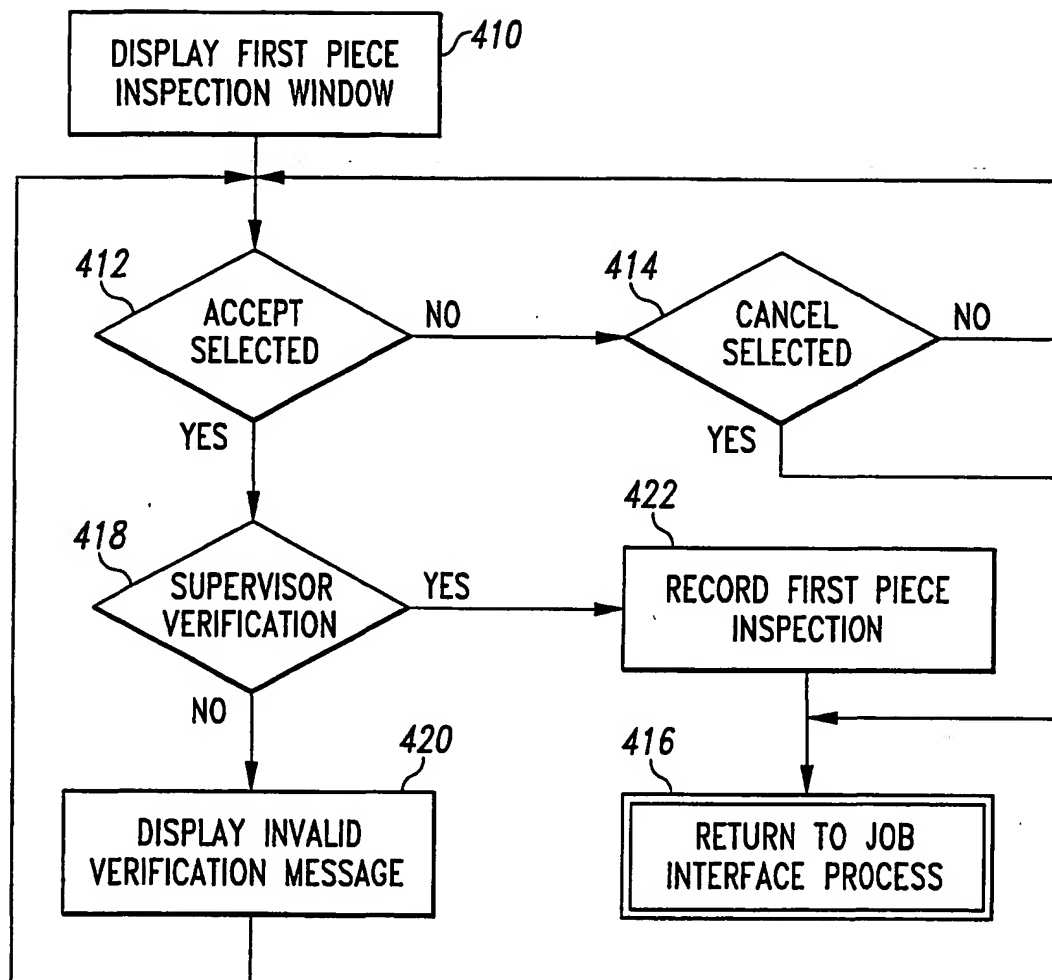 410
DISPLAY FIRST PIECE
INSPECTION WINDOW
412
ACCEPT
SELECTED
NO
YES
414
CANCEL
SELECTED
NO
YES
418
SUPERVISOR
VERIFICATION
YES
NO
422
RECORD FIRST PIECE
INSPECTION
420
DISPLAY INVALID
VERIFICATION MESSAGE
416
RETURN TO JOB
INTERFACE PROCESS